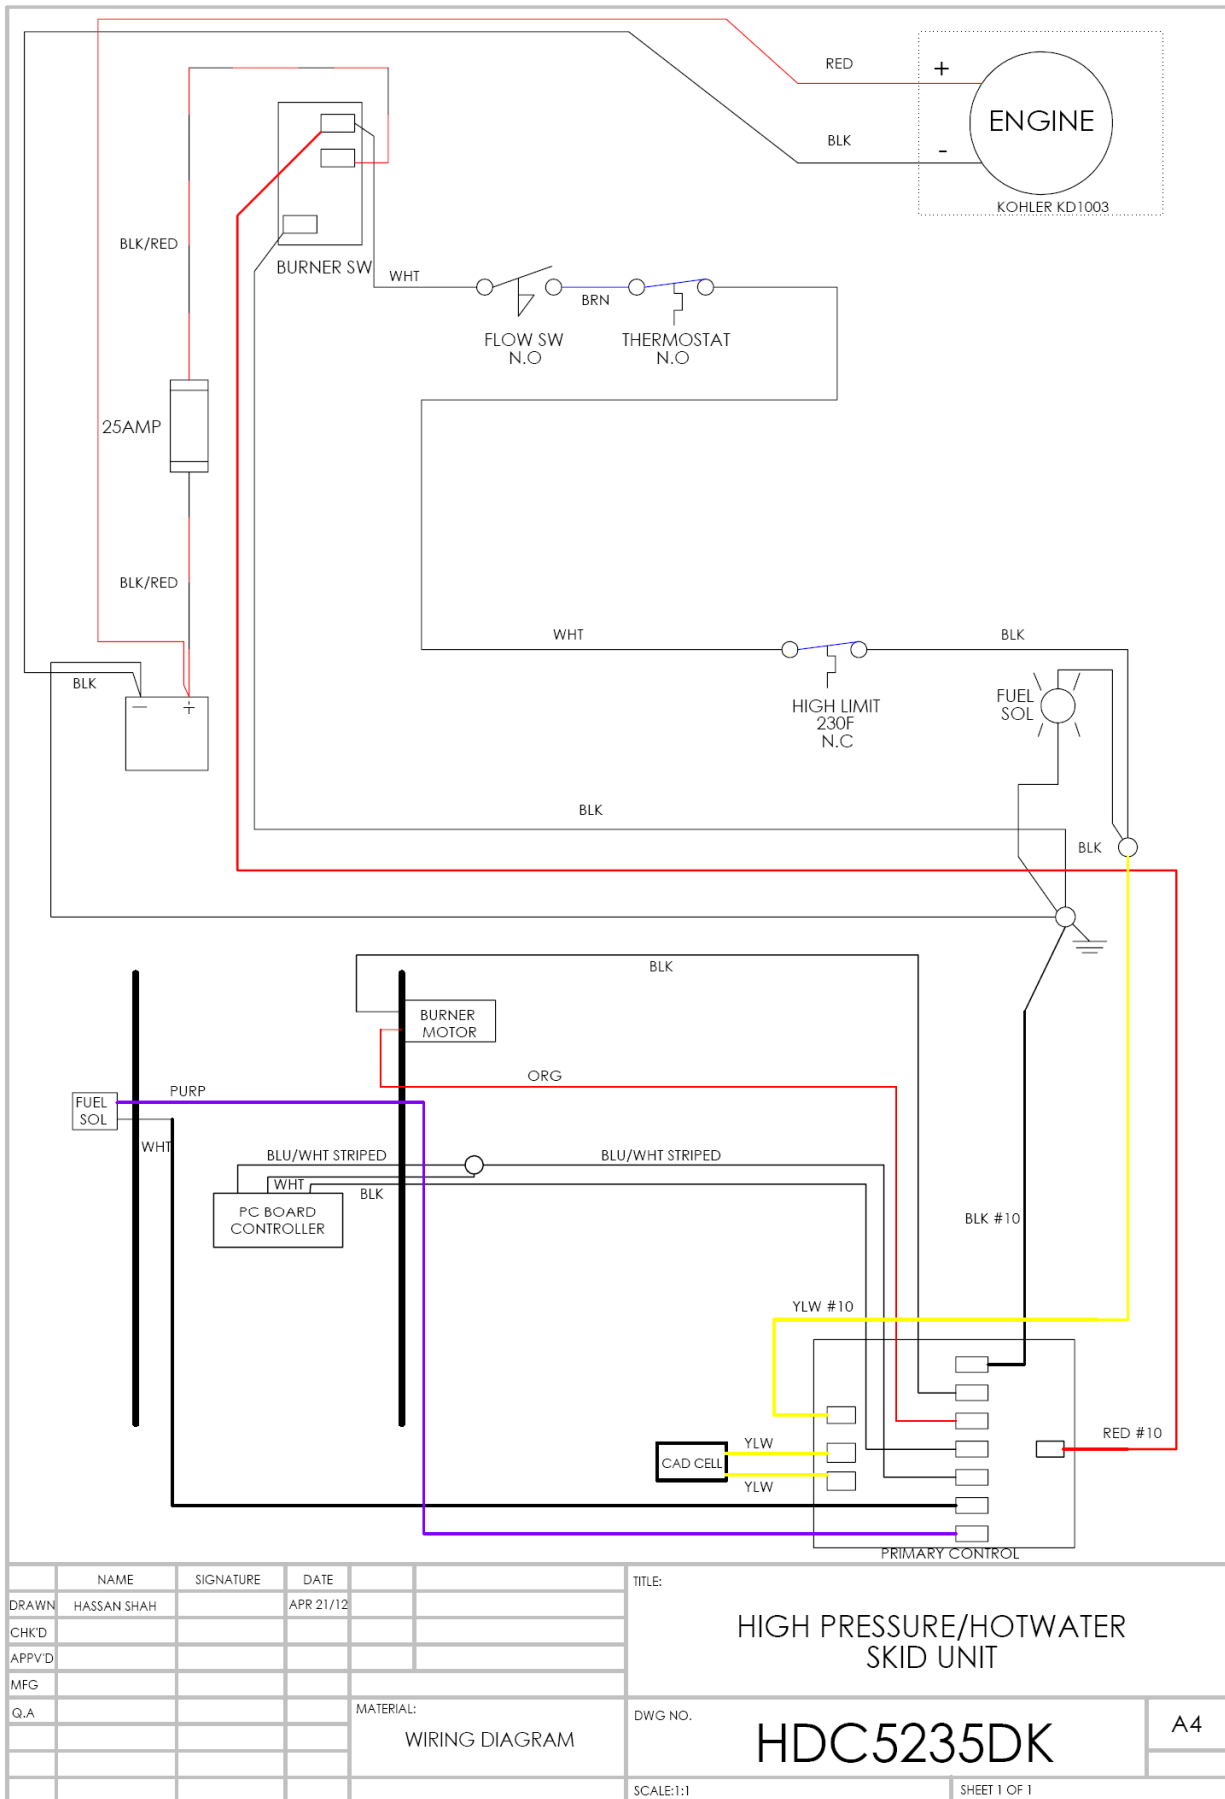 RED
+
ENGINE
BLK
-
KOHLER KD1003
BLK/RED
BURNER SW
WHT
BRN
FLOW SW
N.O
THERMOSTAT
N.O
25AMP
BLK/RED
WHT
BLK
BLK
HIGH LIMIT
230F
N.C
FUEL
SOL
— +
BLK
BLK
BLK
BURNER
MOTOR
ORG
PURP
FUEL
SOL
WHT
BLU/WHT STRIPED
BLU/WHT STRIPED
WHT
BLK
PC BOARD
CONTROLLER
BLK #10
YLW #10
RED #10
YLW
CAD CELL
YLW
PRIMARY CONTROL
NAME SIGNATURE DATE
DRAWN HASSAN SHAH APR 21/12
CHK'D
APPV'D
MFG
Q.A
MATERIAL:
WIRING DIAGRAM
TITLE:
HIGH PRESSURE/HOTWATER
SKID UNIT
DWG NO.
HDC5235DK
A4
SCALE:1:1
SHEET 1 OF 1